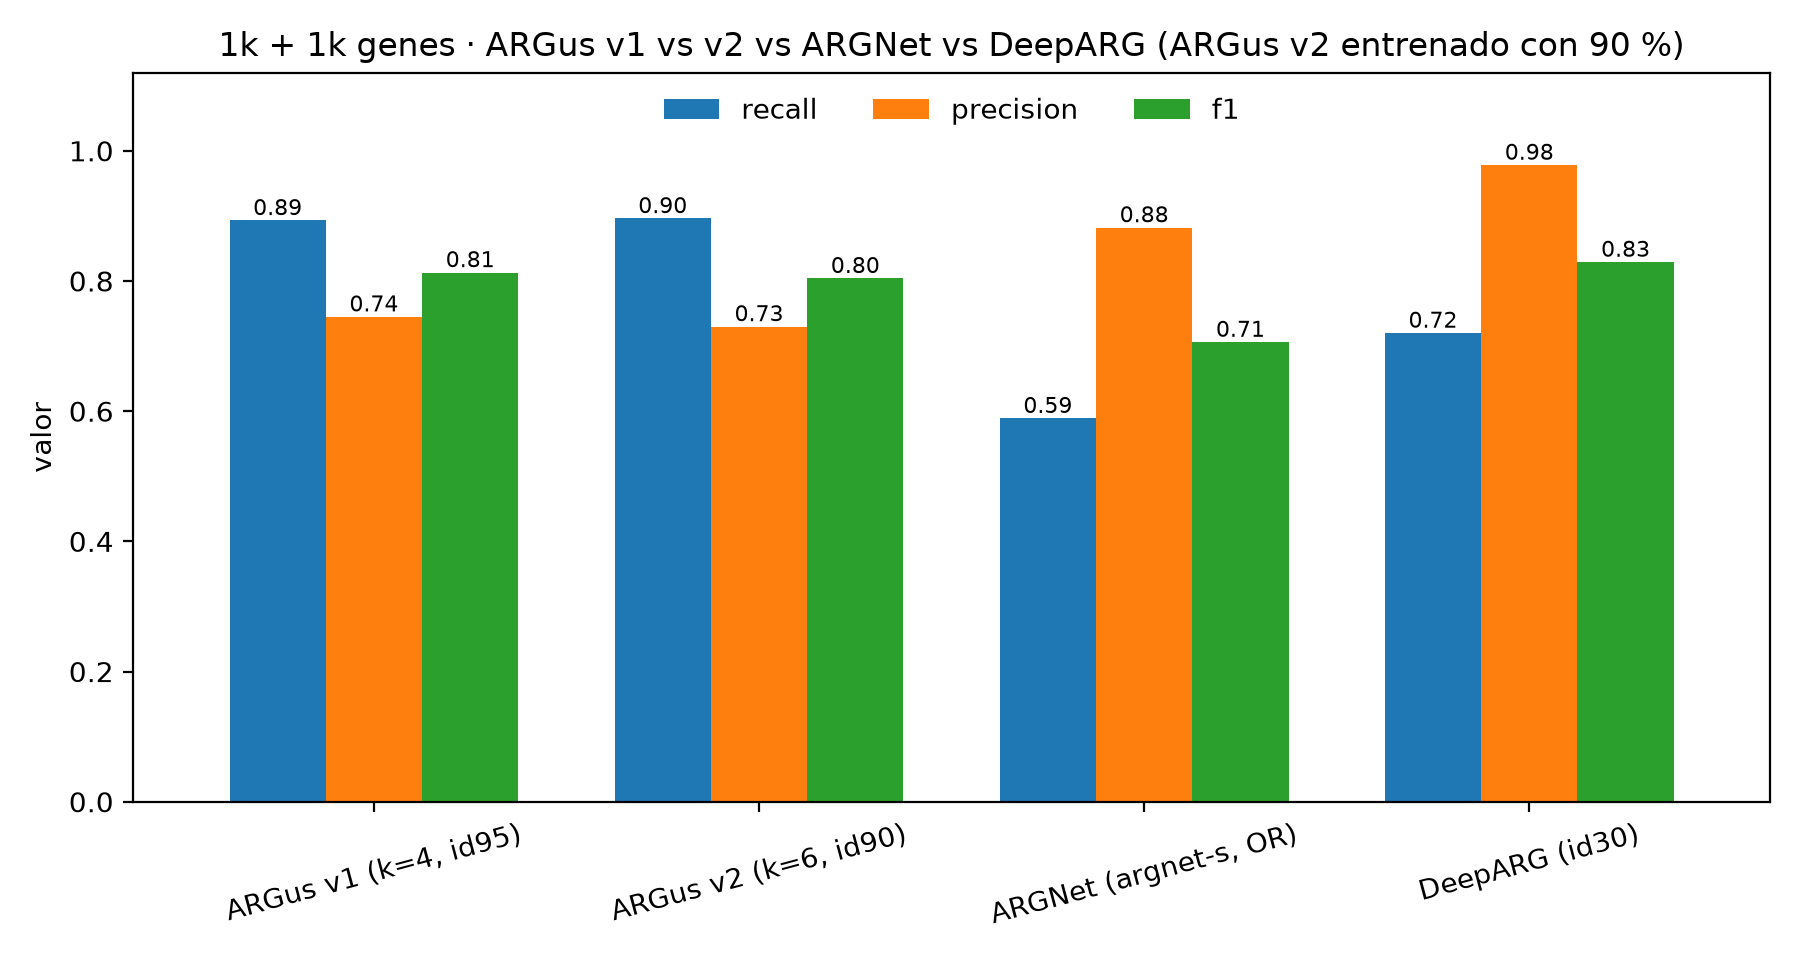 1k + 1k genes · ARGus v1 vs v2 vs ARGNet vs DeepARG (ARGus v2 entrenado con 90 %)
recall precision f1
valor
1.0
0.8
0.6
0.4
0.2
0.0
0.89 0.74 0.81
0.90 0.73 0.80
0.59 0.88 0.71
0.72 0.98 0.83
ARGus v1 (k=4, id95)
ARGus v2 (k=6, id90)
ARGNet (argnet-s, OR)
DeepARG (id30)